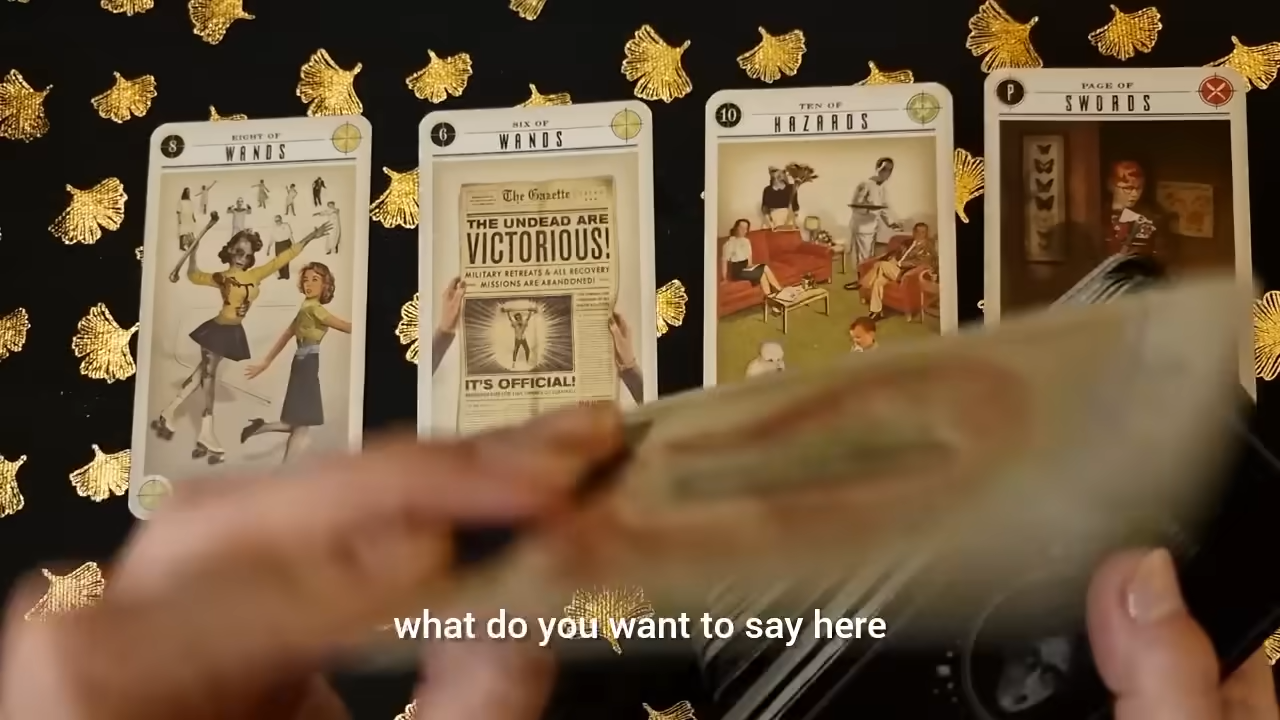 8
EIGHT OF
WANDS
6
SIX OF
WANDS
The Gazette
THE UNDEAD ARE
VICTORIOUS!
MILITARY RETREATS & ALL RECOVERY
MISSIONS ARE ABANDONED!
IT'S OFFICIAL!
10
TEN OF
HAZARDS
P
PAGE OF
SWORDS
what do you want to say here